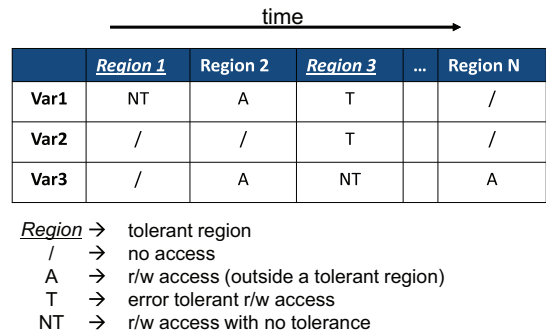 time
Region 1 Region 2 Region 3 ... Region N
Var1 NT A T /
Var2 / / T /
Var3 / A NT A
Region → tolerant region
/ → no access
A → r/w access (outside a tolerant region)
T → error tolerant r/w access
NT → r/w access with no tolerance